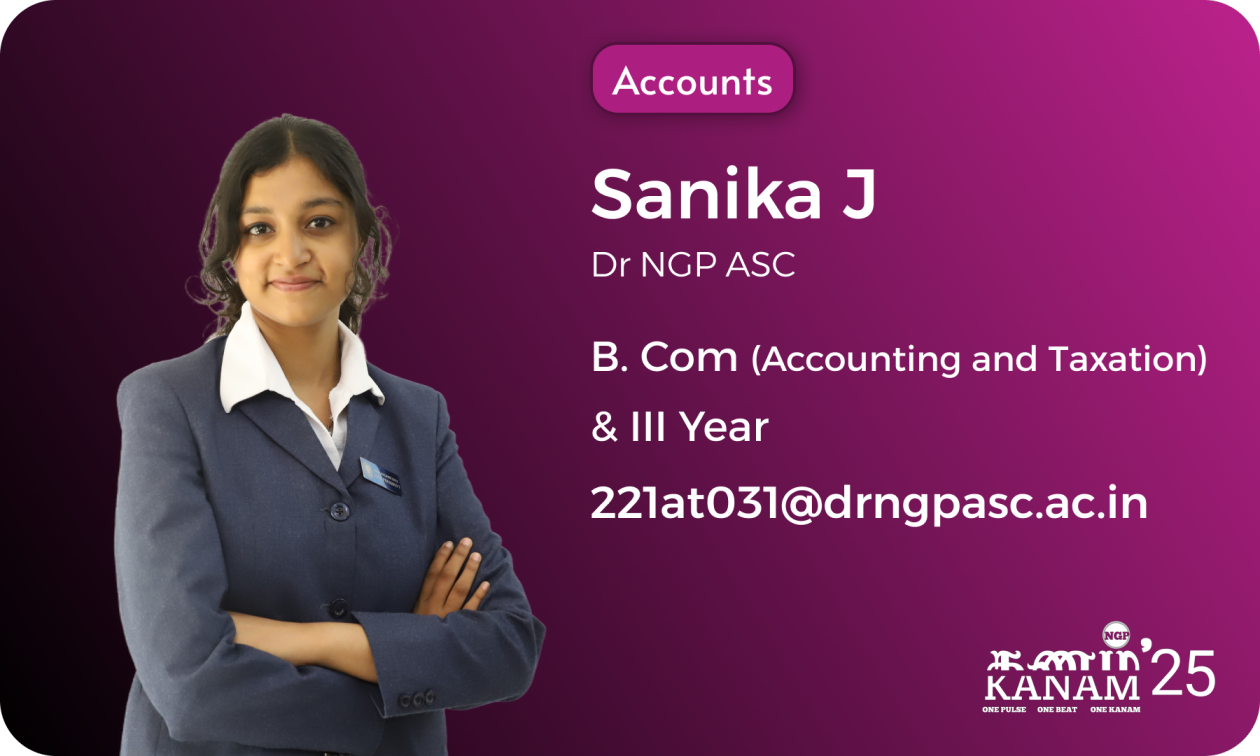 Accounts
Sanika J
Dr NGP ASC
B. Com (Accounting and Taxation)
& III Year
221at031@drngpasc.ac.in
NGP
KANAM'25
ONE PULSE ONE BEAT ONE KANAM